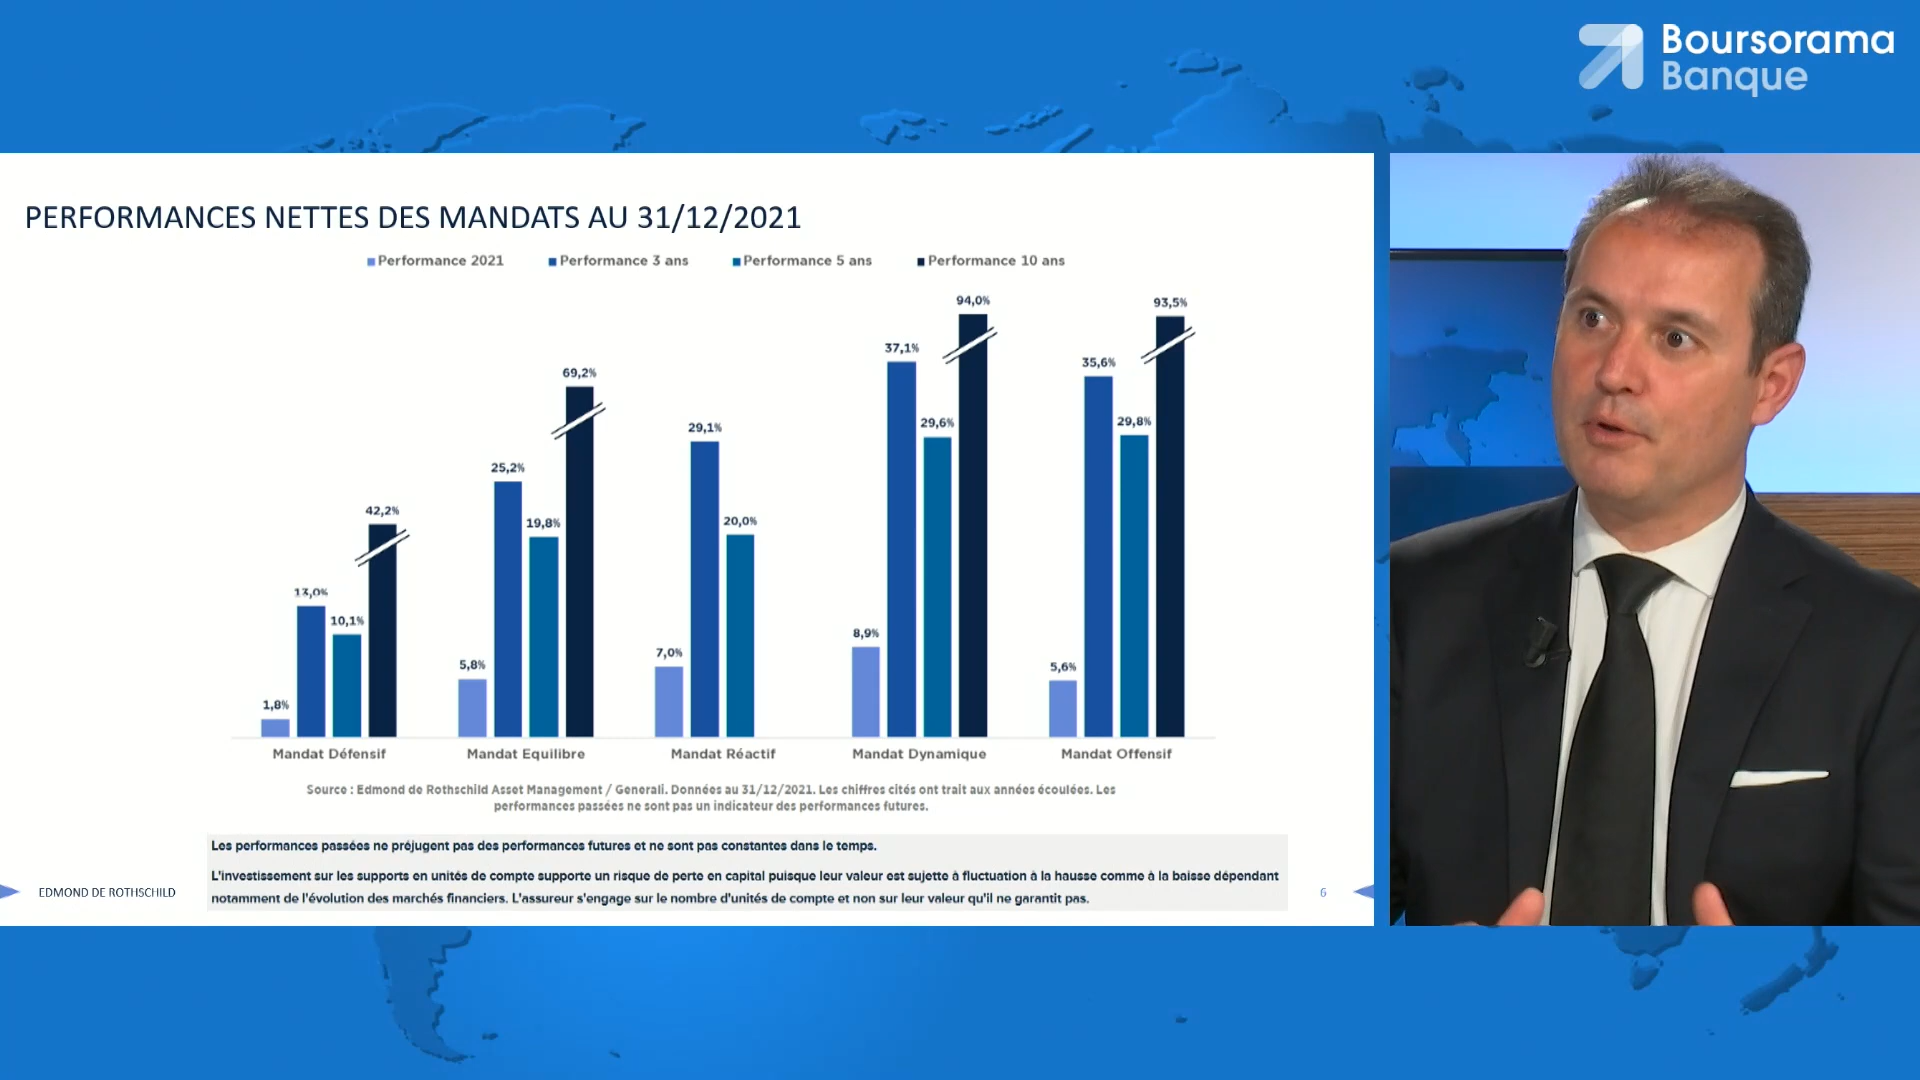 Boursorama
Banque
PERFORMANCES NETTES DES MANDATS AU 31/12/2021
Performance 2021 Performance 3 ans Performance 5 ans Performance 10 ans
1,8% 13,0% 10,1% 42,2%
5,8% 25,2% 19,8% 69,2%
7,0% 29,1% 20,0%
8,9% 37,1% 29,6% 94,0%
5,6% 35,6% 29,8% 93,5%
Mandat Défensif Mandat Equilibre Mandat Réactif Mandat Dynamique Mandat Offensif
Source : Edmond de Rothschild Asset Management / Generali. Données au 31/12/2021. Les chiffres cités ont trait aux années écoulées. Les
performances passées ne sont pas un indicateur des performances futures.
Les performances passées ne préjugent pas des performances futures et ne sont pas constantes dans le temps.
L'investissement sur les supports en unités de compte supporte un risque de perte en capital puisque leur valeur est sujette à fluctuation à la hausse comme à la baisse dépendant
notamment de l'évolution des marchés financiers. L'assureur s'engage sur le nombre d'unités de compte et non sur leur valeur qu'il ne garantit pas.
EDMOND DE ROTHSCHILD
6